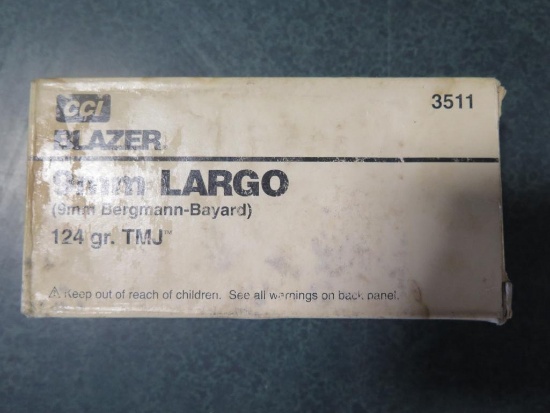 CCI 3511
BLAZER
9mm LARGO
(9mm Bergmann-Bayard)
124 gr. TMJ™
⚠ Keep out of reach of children. See all warnings on back panel.